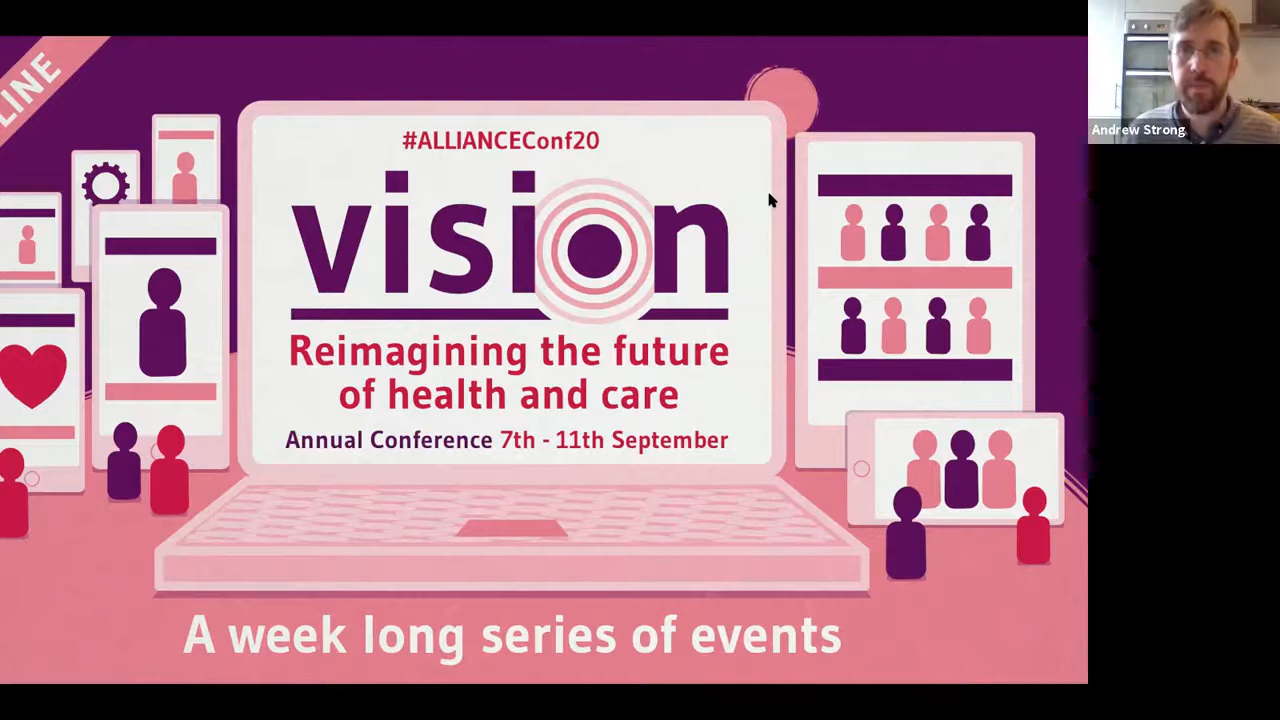 LINE
#ALLIANCEConf20
vision
Reimagining the future
of health and care
Annual Conference 7th - 11th September
A week long series of events
Andrew Strong